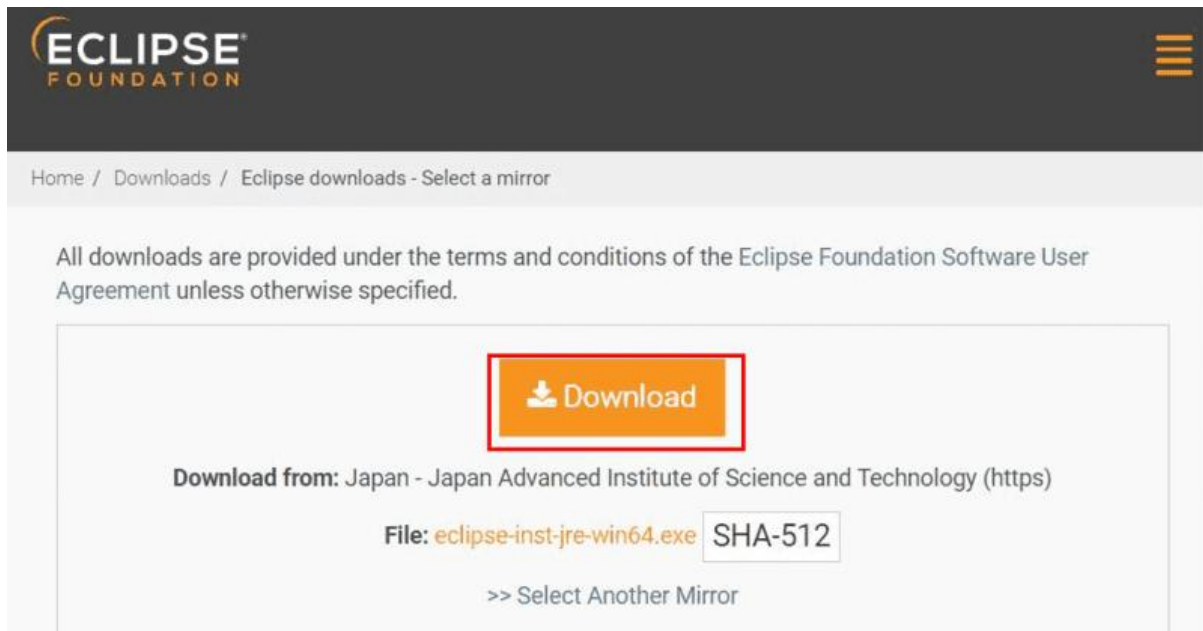 ECLIPSE®
FOUNDATION
Home / Downloads / Eclipse downloads - Select a mirror
All downloads are provided under the terms and conditions of the Eclipse Foundation Software User
Agreement unless otherwise specified.
Download
Download from: Japan - Japan Advanced Institute of Science and Technology (https)
File: eclipse-inst-jre-win64.exe SHA-512
>> Select Another Mirror